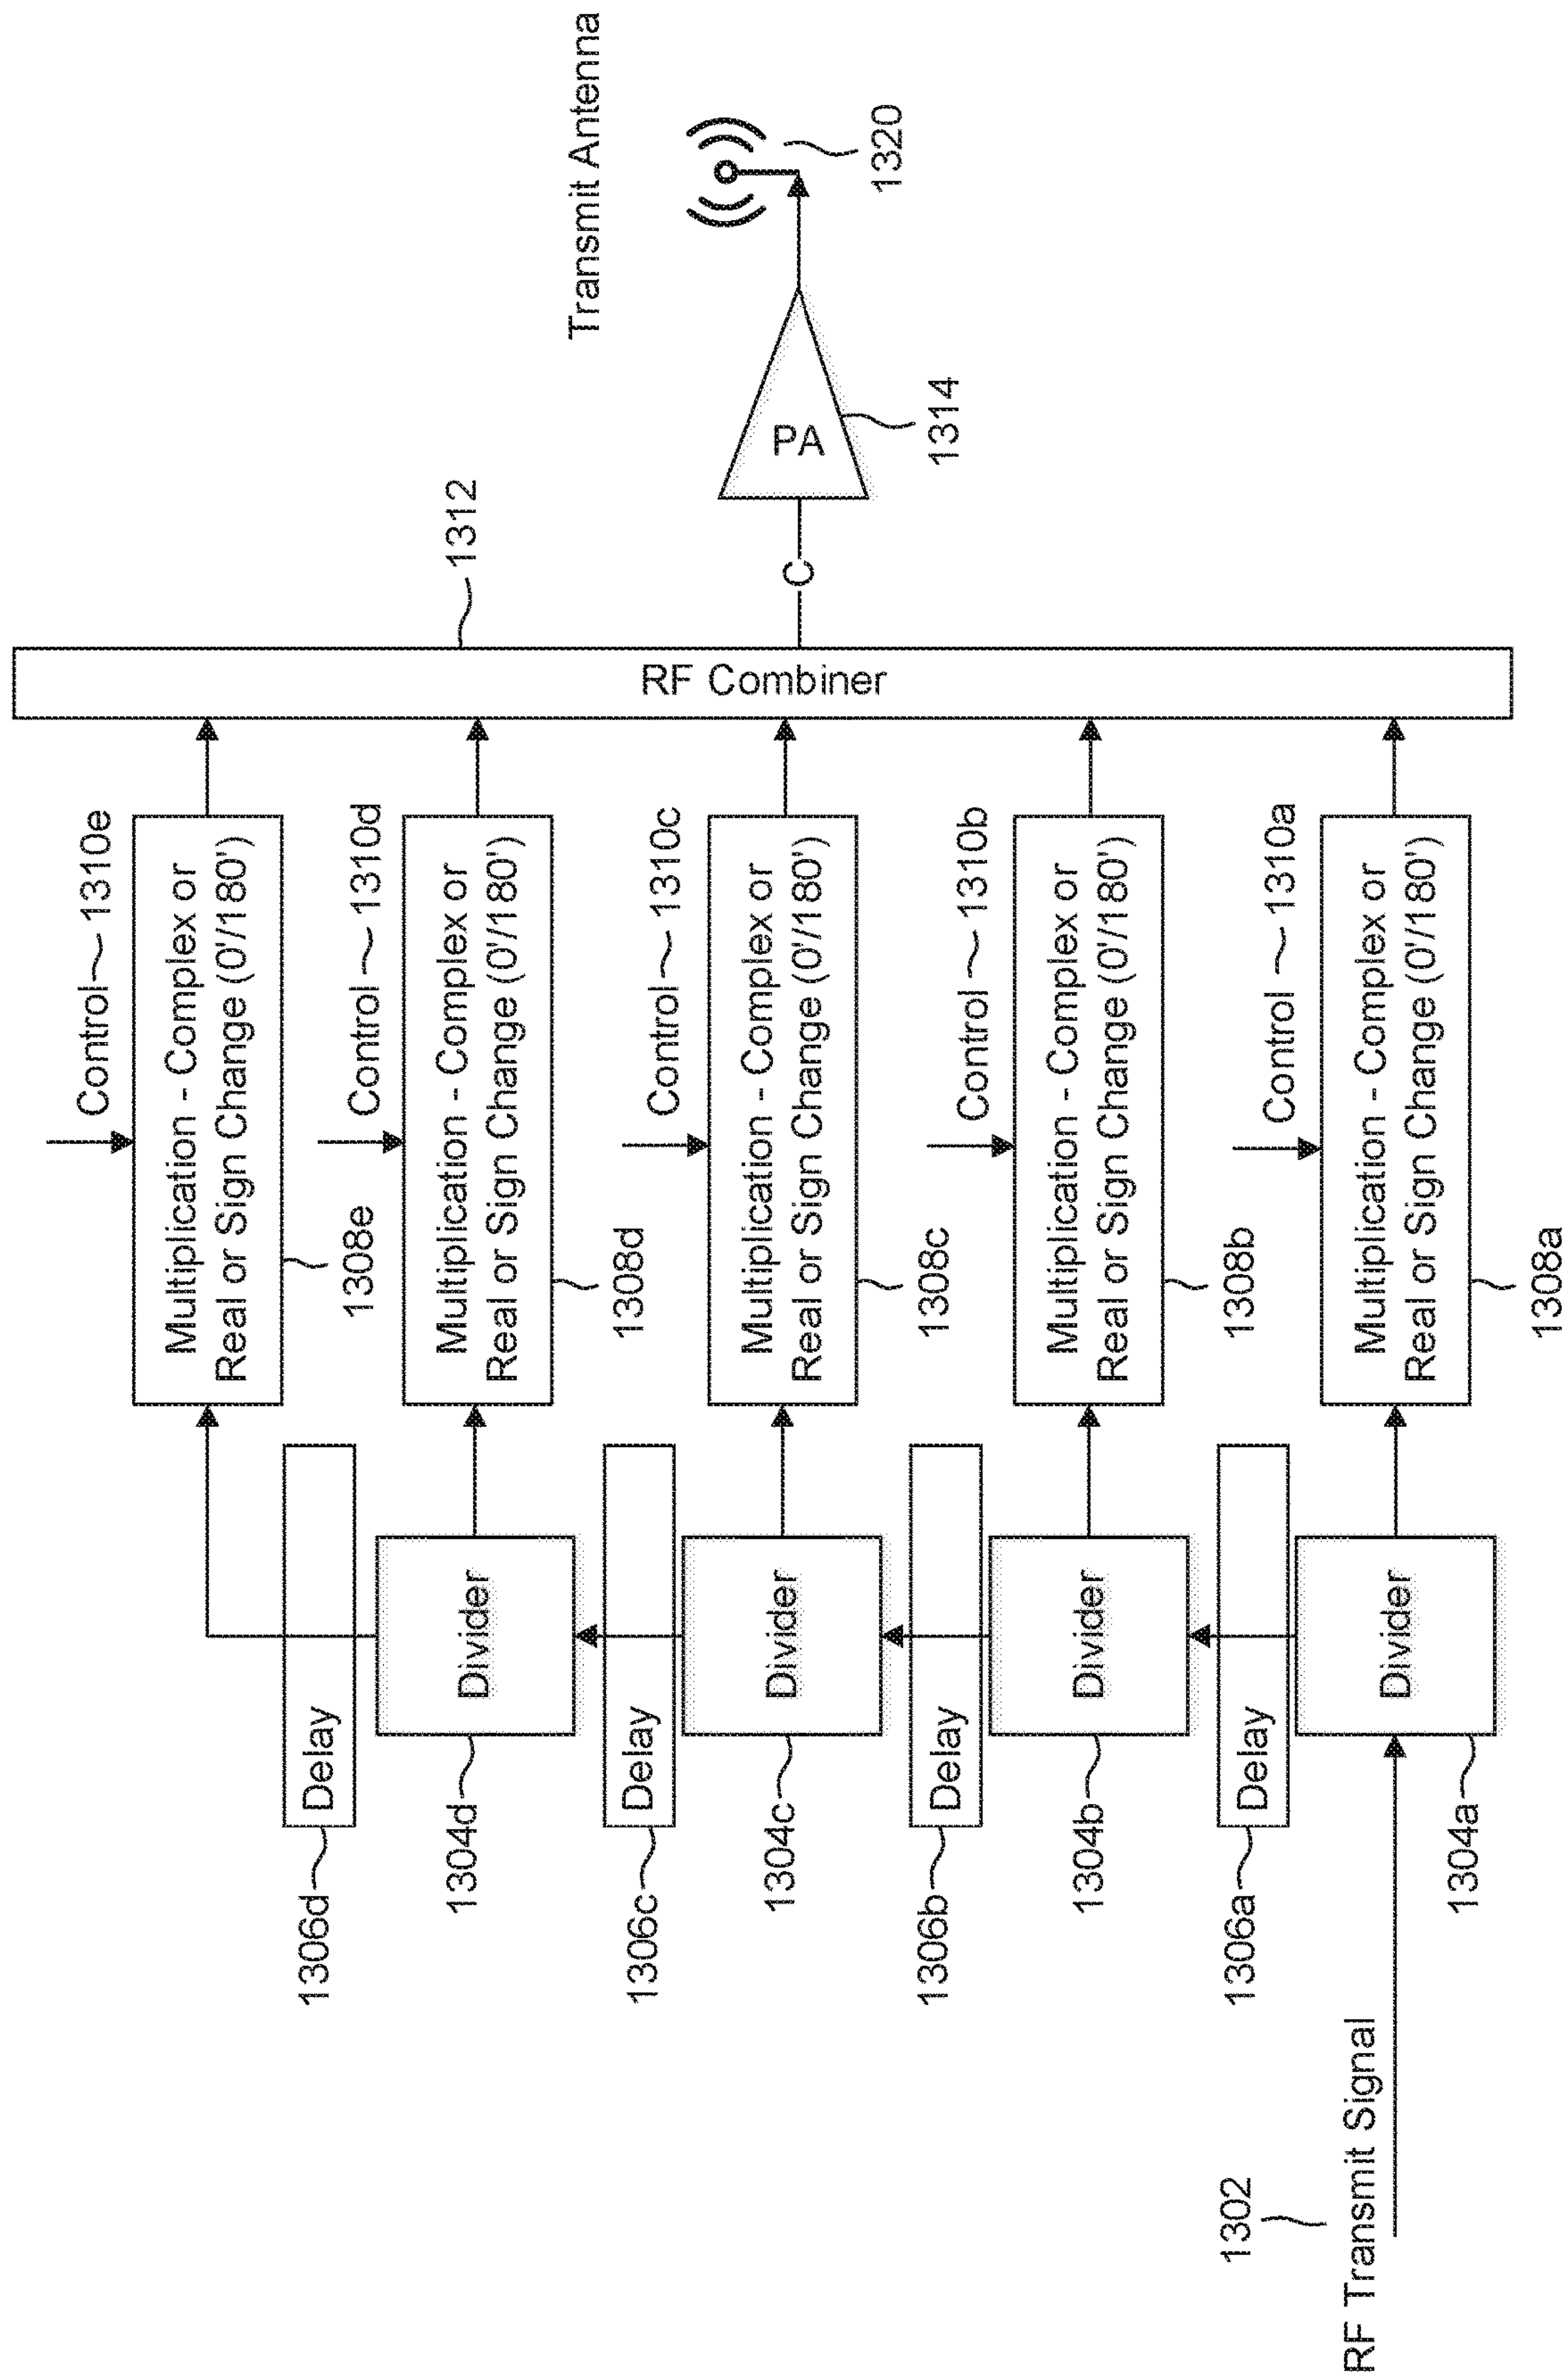 Transmit Antenna
1320
PA
1314
C
1312
RF Combiner
Control 1310e
Multiplication - Complex or
Real or Sign Change (0'/180')
1308e
Control 1310d
Multiplication - Complex or
Real or Sign Change (0'/180')
1308d
Control 1310c
Multiplication - Complex or
Real or Sign Change (0'/180')
1308c
Control 1310b
Multiplication - Complex or
Real or Sign Change (0'/180')
1308b
Control 1310a
Multiplication - Complex or
Real or Sign Change (0'/180')
1308a
Delay
1306d
Divider
1304d
Delay
1306c
Divider
1304c
Delay
1306b
Divider
1304b
Delay
1306a
Divider
1304a
1302
RF Transmit Signal